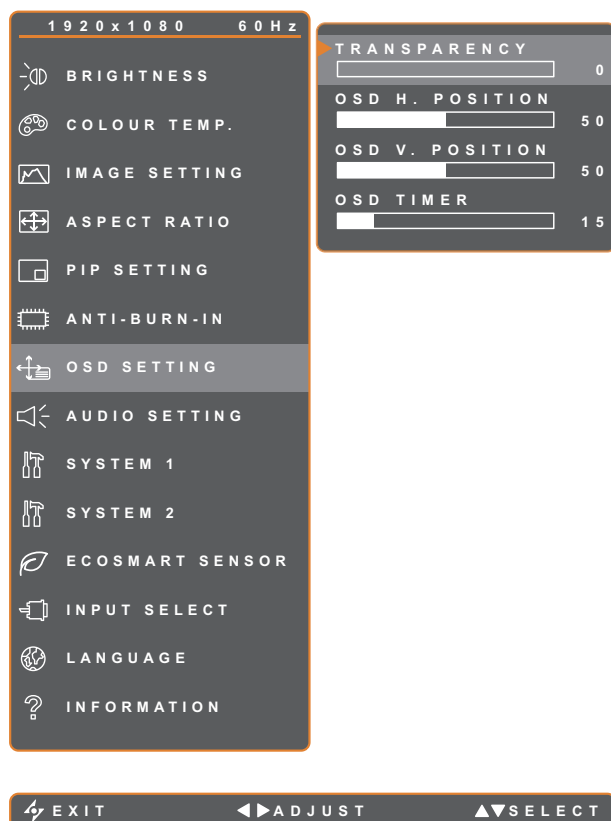 1920x1080 60Hz
BRIGHTNESS
COLOUR TEMP.
IMAGE SETTING
ASPECT RATIO
PIP SETTING
ANTI-BURN-IN
OSD SETTING
AUDIO SETTING
SYSTEM 1
SYSTEM 2
ECOSMART SENSOR
INPUT SELECT
LANGUAGE
INFORMATION
TRANSPARENCY
0
OSD H. POSITION
50
OSD V. POSITION
50
OSD TIMER
15
EXIT ADJUST SELECT